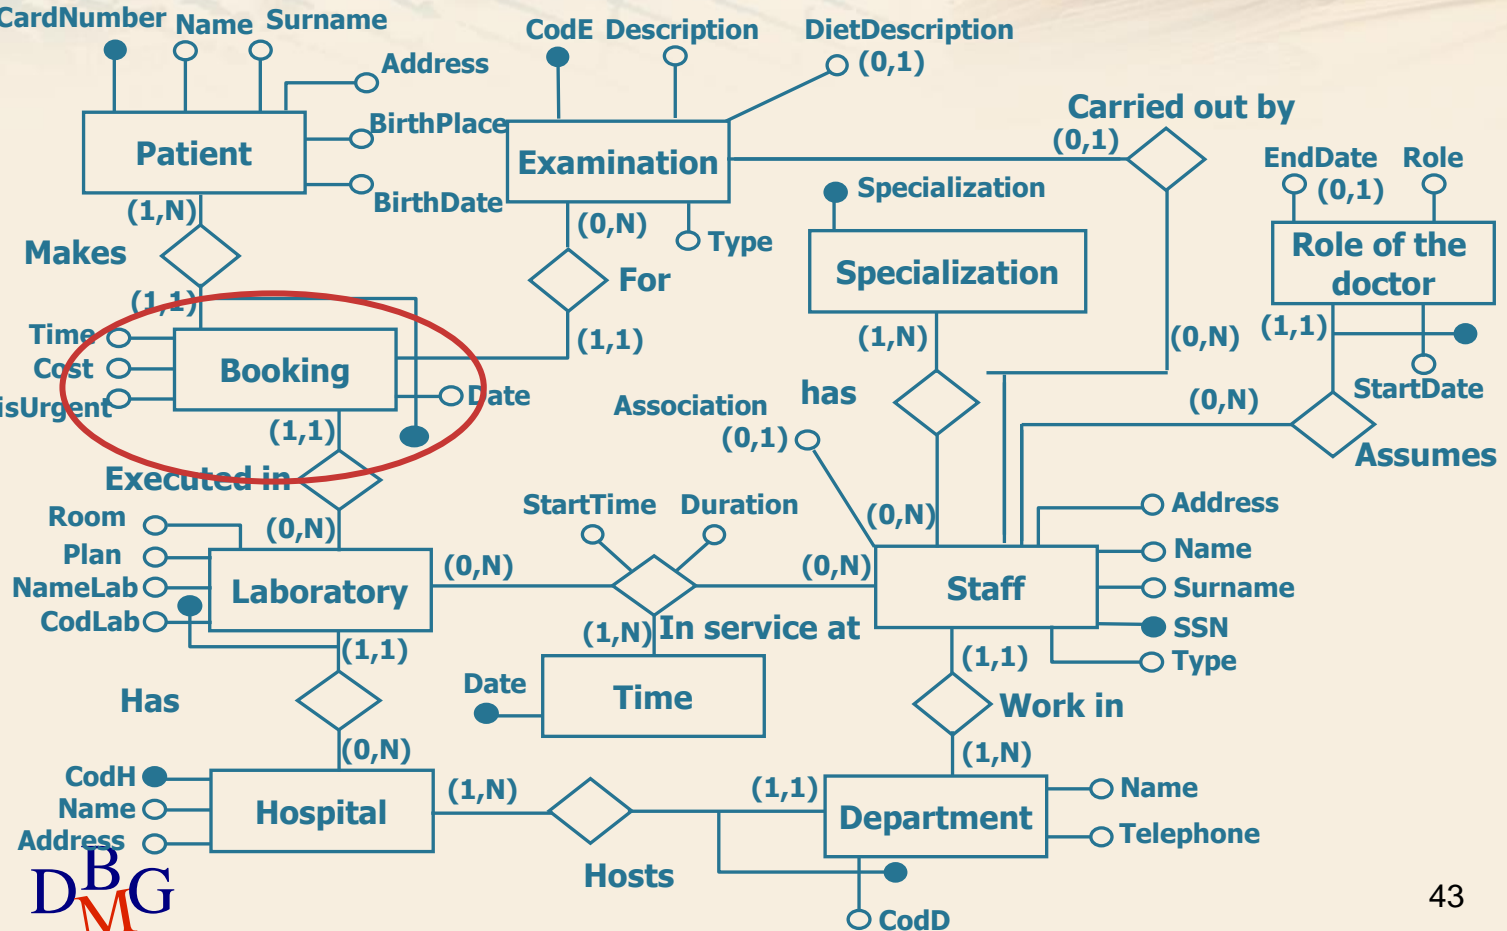 CardNumber
Name
Surname
Address
BirthPlace
BirthDate
Patient
(1,N)
Makes
(1,1)
CodE
Description
DietDescription
(0,1)
Examination
(0,N)
Type
For
(1,1)
Carried out by
(0,1)
(0,N)
Specialization
Specialization
(1,N)
has
(0,N)
EndDate
(0,1)
Role
Role of the
doctor
(1,1)
StartDate
(0,N)
Assumes
Time
Cost
isUrgent
Booking
Date
(1,1)
Executed in
(0,N)
Room
Plan
NameLab
CodLab
Laboratory
(0,N)
StartTime
Duration
(0,N)
In service at
(1,N)
Date
Time
Association
(0,1)
Staff
Address
Name
Surname
SSN
Type
(1,1)
Work in
(1,N)
(1,1)
Has
(0,N)
CodH
Name
Address
Hospital
(1,N)
Hosts
(1,1)
Department
Name
Telephone
CodD
DBMG
43